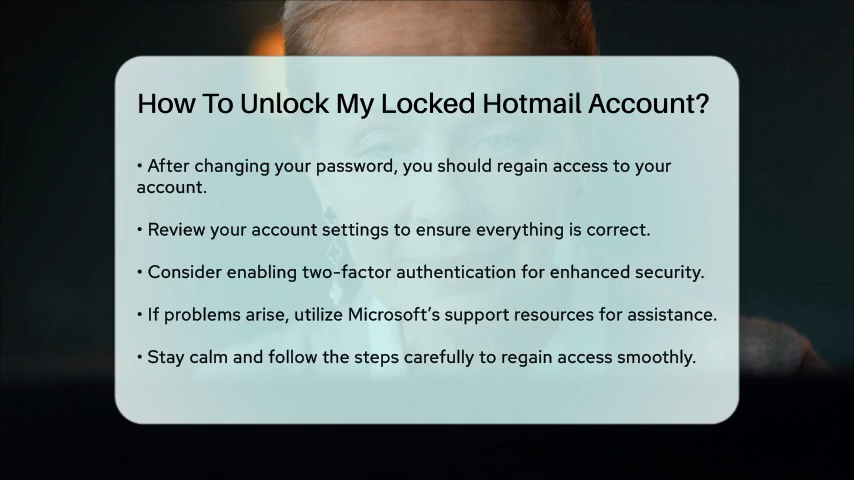 How To Unlock My Locked Hotmail Account?
• After changing your password, you should regain access to your
account.
• Review your account settings to ensure everything is correct.
• Consider enabling two-factor authentication for enhanced security.
• If problems arise, utilize Microsoft’s support resources for assistance.
• Stay calm and follow the steps carefully to regain access smoothly.